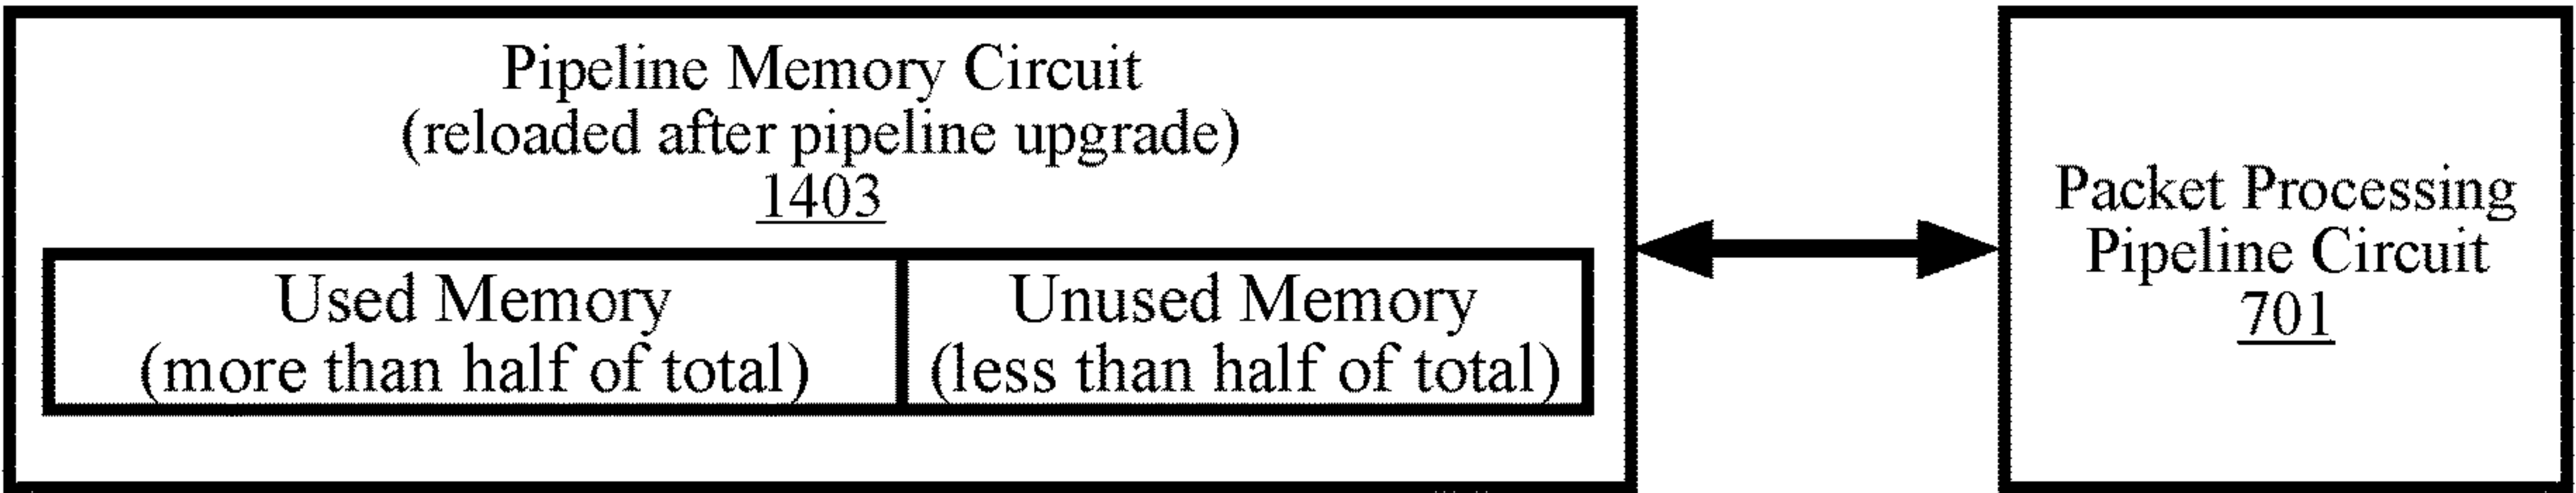 Pipeline Memory Circuit
(reloaded after pipeline upgrade)
1403
Used Memory
(more than half of total)
Unused Memory
(less than half of total)
Packet Processing
Pipeline Circuit
701